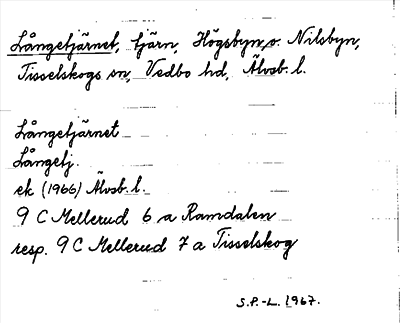 Långetjärnet, tjärn, Högsbyn, o. Nilsbyn,
Tisselskogs sn, Vedbo hd, Älvsb. l.
Långetjärnet
Långetj.
ek (1966) Älvsb. l.
9 C Mellerud 6 a Ramdalen
resp. 9 C Mellerud 7 a Tisselskog
S.P.-L. 1967.